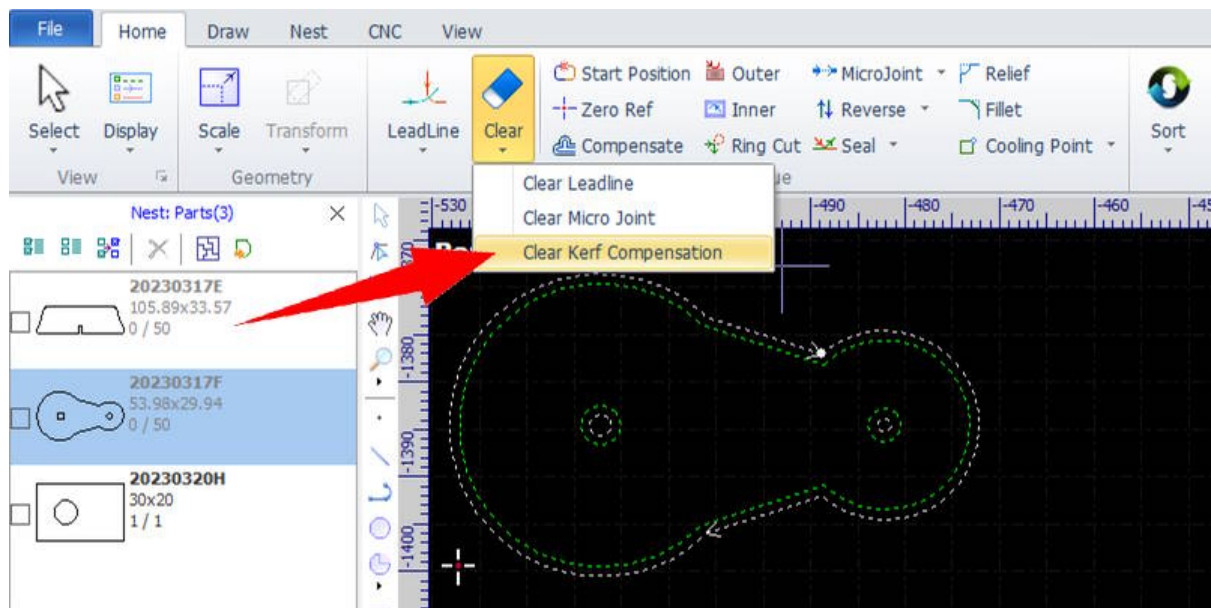 File Home Draw Nest CNC View
Start Position Outer MicroJoint Relief
Zero Ref Inner Reverse Fillet
Select Display Scale Transform LeadLine Clear Sort
Compensate Ring Cut Seal Cooling Point
View Geometry
Clear Leadline
Clear Micro Joint
Clear Kerf Compensation
Nest: Parts(3)
-530 -490 -480 -470 -460
20230317E
105.89x33.57
0 / 50
20230317F
53.98x29.94
0 / 50
20230320H
30x20
1 / 1
-1380
-1390
-1400